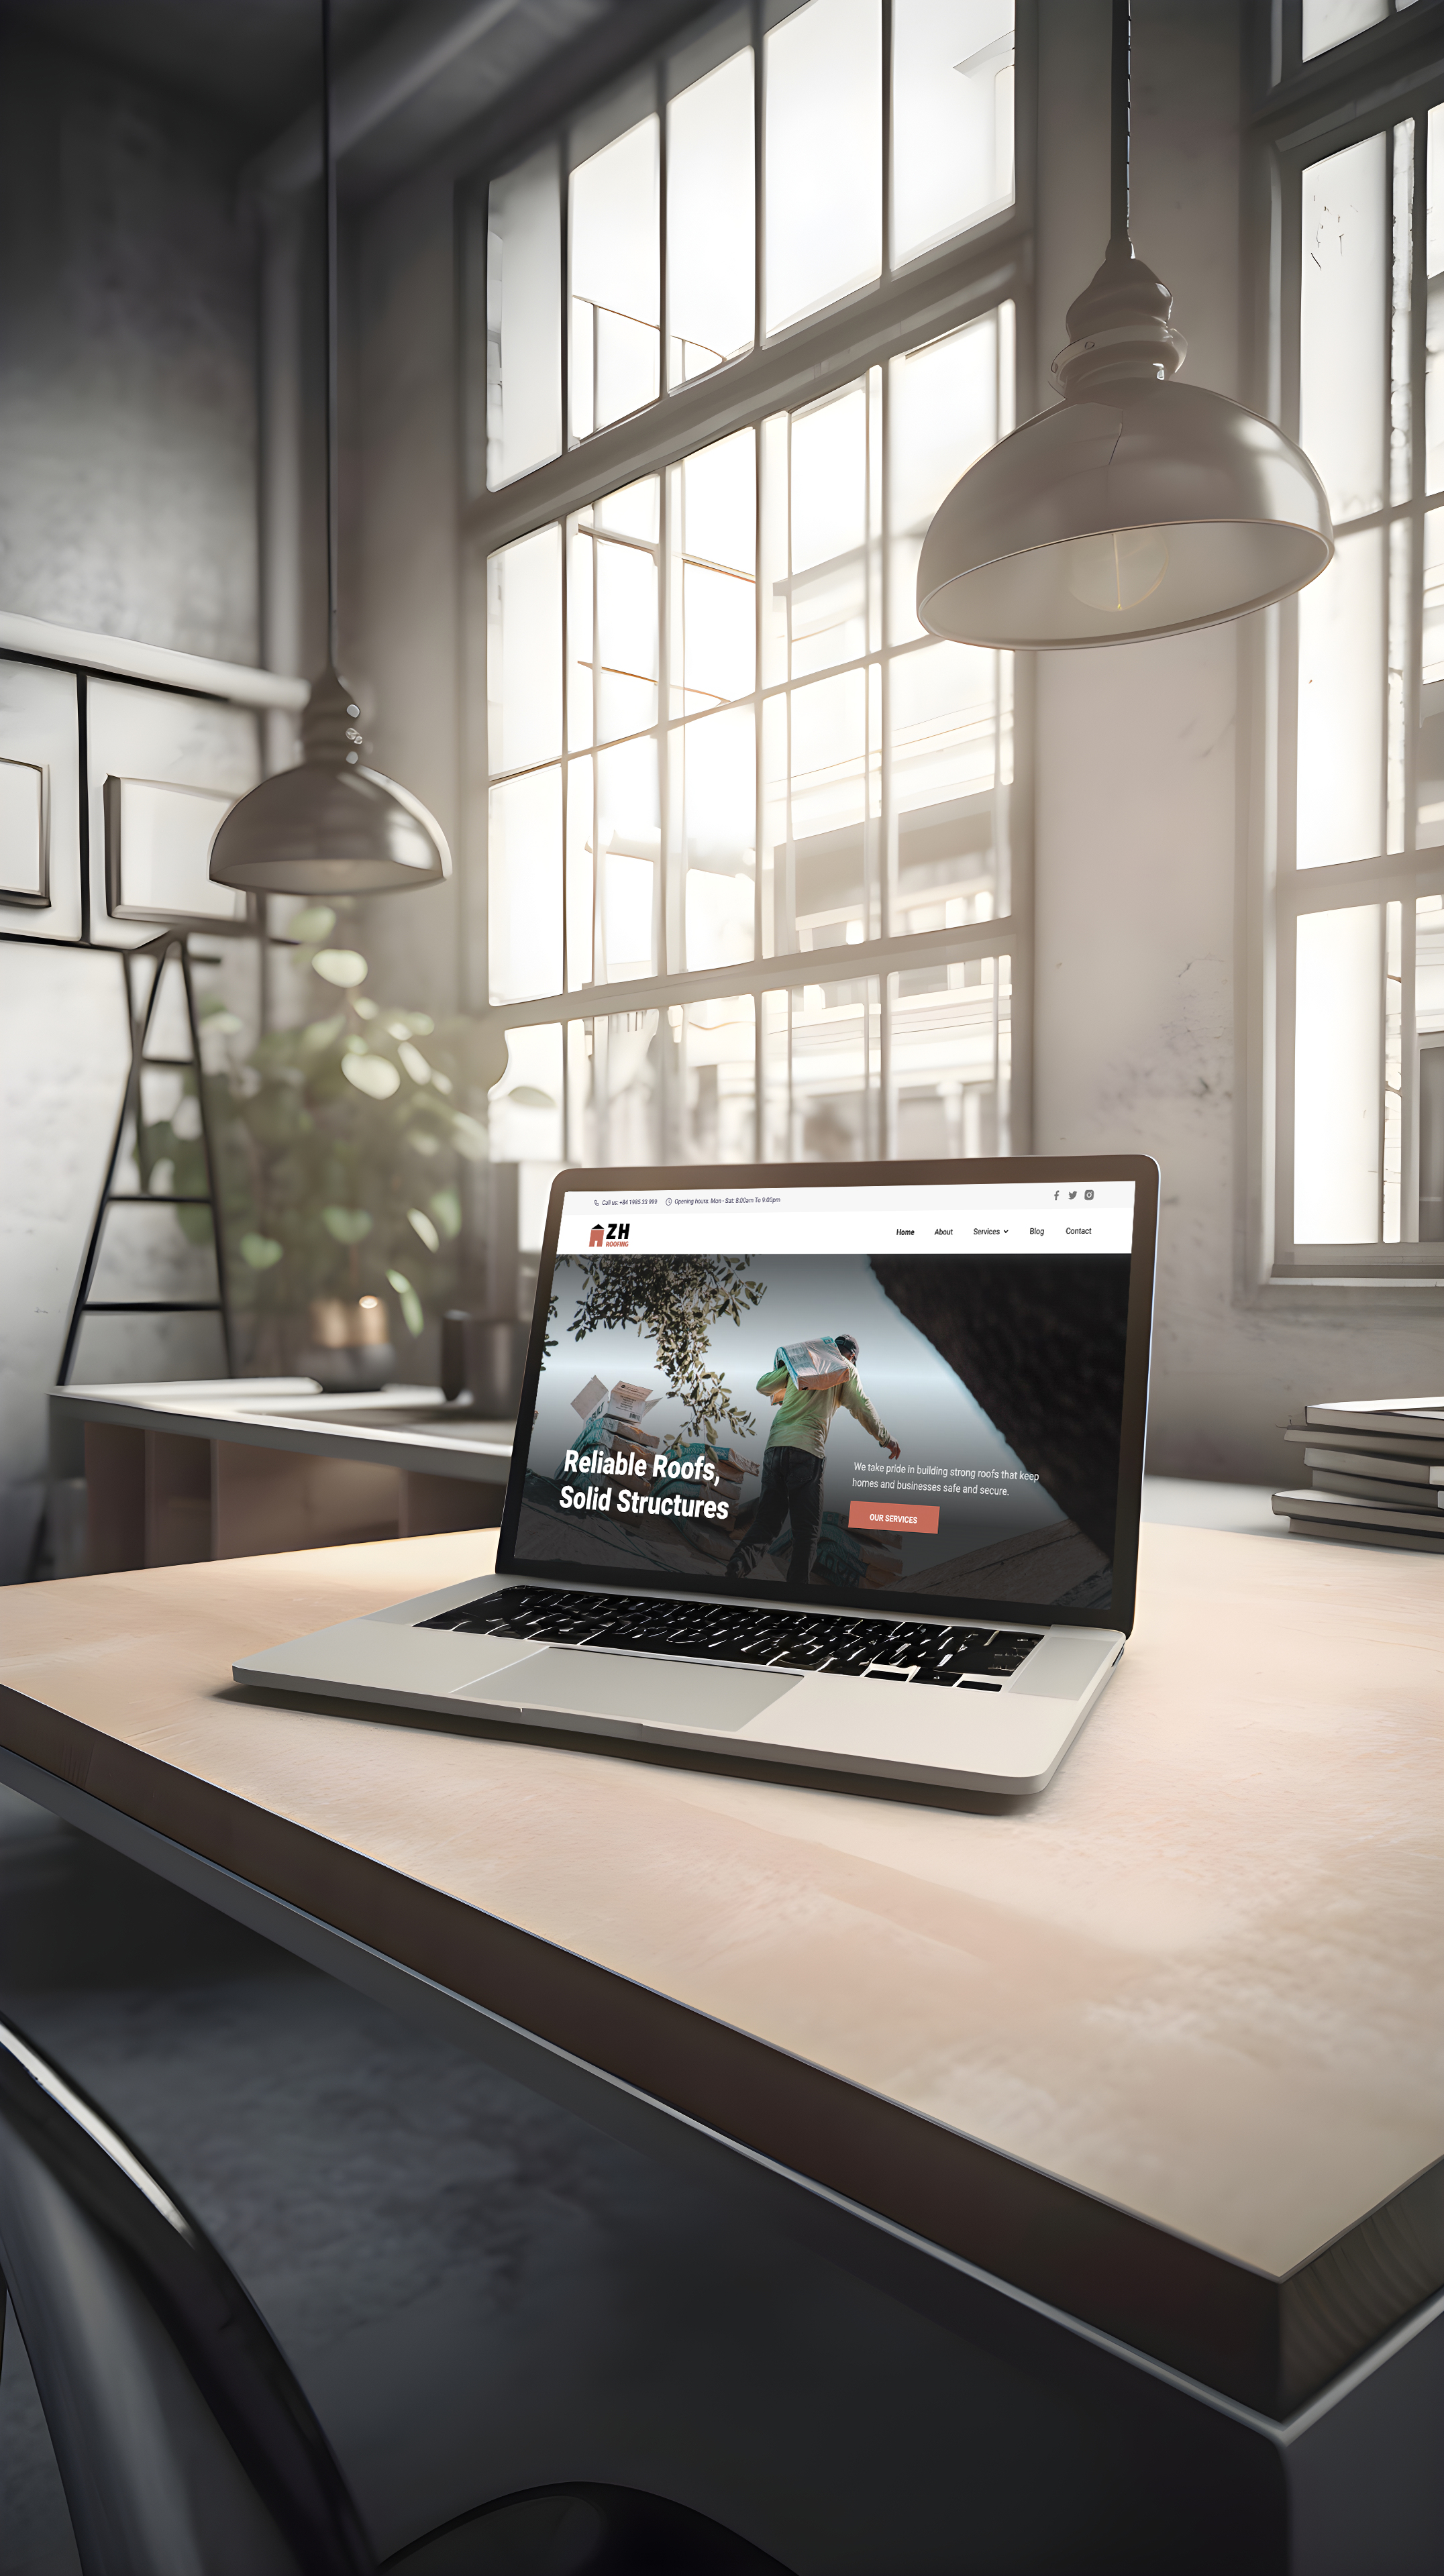 Call us: +84 1985 33 999 Opening hours: Mon - Sat: 8:00am To 9:00pm
ZH
ROOFING
Home About Services Blog Contact
Reliable Roofs,
Solid Structures
We take pride in building strong roofs that keep
homes and businesses safe and secure.
OUR SERVICES